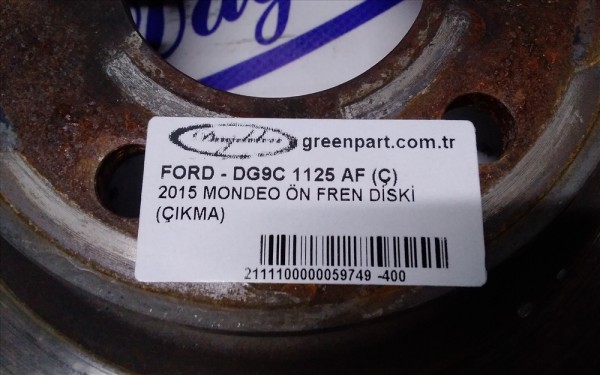 greenpart.com.tr
FORD - DG9C 1125 AF (Ç)
2015 MONDEO ÖN FREN DİSKİ
(ÇIKMA)
2111100000059749 -400